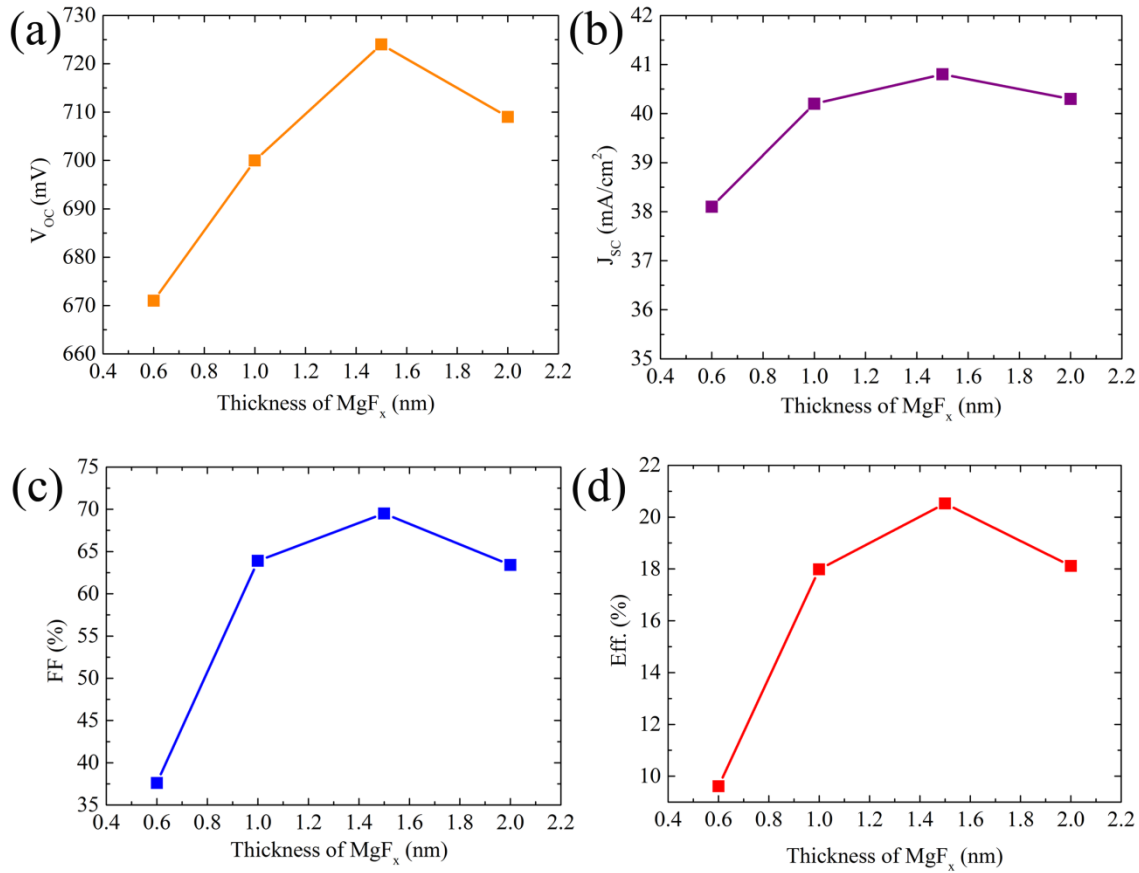 (a)
730
720
710
700
690
680
670
660
V_OC (mV)
0.4 0.6 0.8 1.0 1.2 1.4 1.6 1.8 2.0 2.2
Thickness of MgF_x (nm)
(b)
42
41
40
39
38
37
36
35
J_SC (mA/cm²)
0.4 0.6 0.8 1.0 1.2 1.4 1.6 1.8 2.0 2.2
Thickness of MgF_x (nm)
(c)
75
70
65
60
55
50
45
40
35
FF (%)
0.4 0.6 0.8 1.0 1.2 1.4 1.6 1.8 2.0 2.2
Thickness of MgF_x (nm)
(d)
22
20
18
16
14
12
10
Eff. (%)
0.4 0.6 0.8 1.0 1.2 1.4 1.6 1.8 2.0 2.2
Thickness of MgF_x (nm)